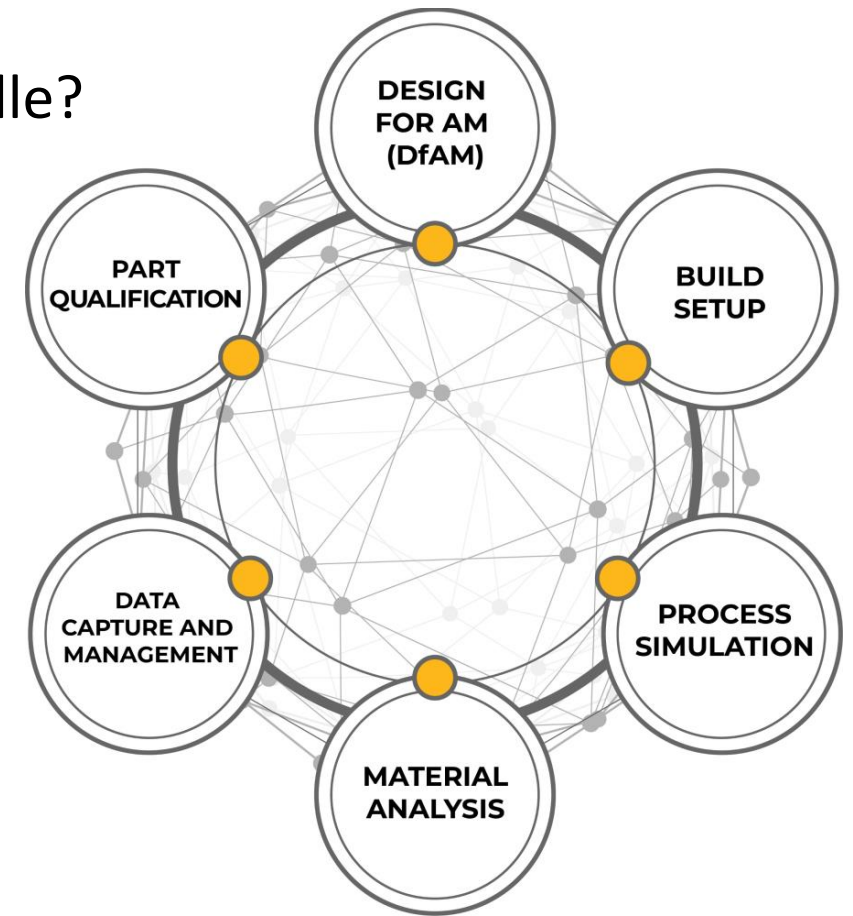 lle?
DESIGN
FOR AM
(DfAM)
BUILD
SETUP
PROCESS
SIMULATION
MATERIAL
ANALYSIS
DATA
CAPTURE AND
MANAGEMENT
PART
QUALIFICATION